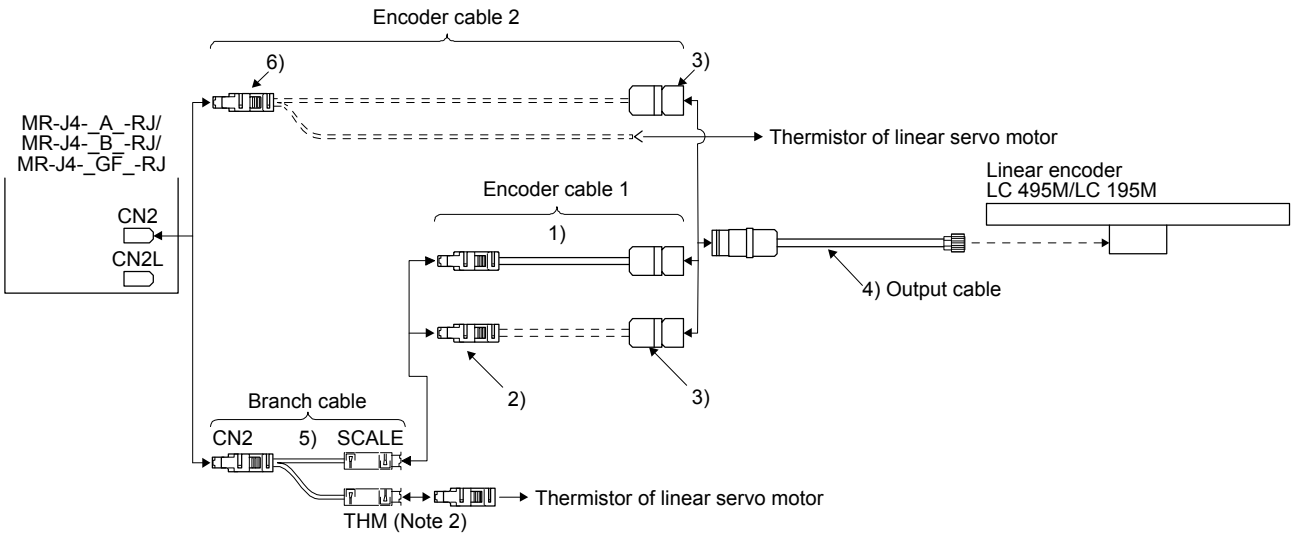 Encoder cable 2
6)
3)
MR-J4-_A_-RJ/
MR-J4-_B_-RJ/
MR-J4-_GF_-RJ
Thermistor of linear servo motor
Linear encoder
LC 495M/LC 195M
Encoder cable 1
1)
CN2
CN2L
4) Output cable
2)
3)
Branch cable
CN2 5) SCALE
Thermistor of linear servo motor
THM (Note 2)